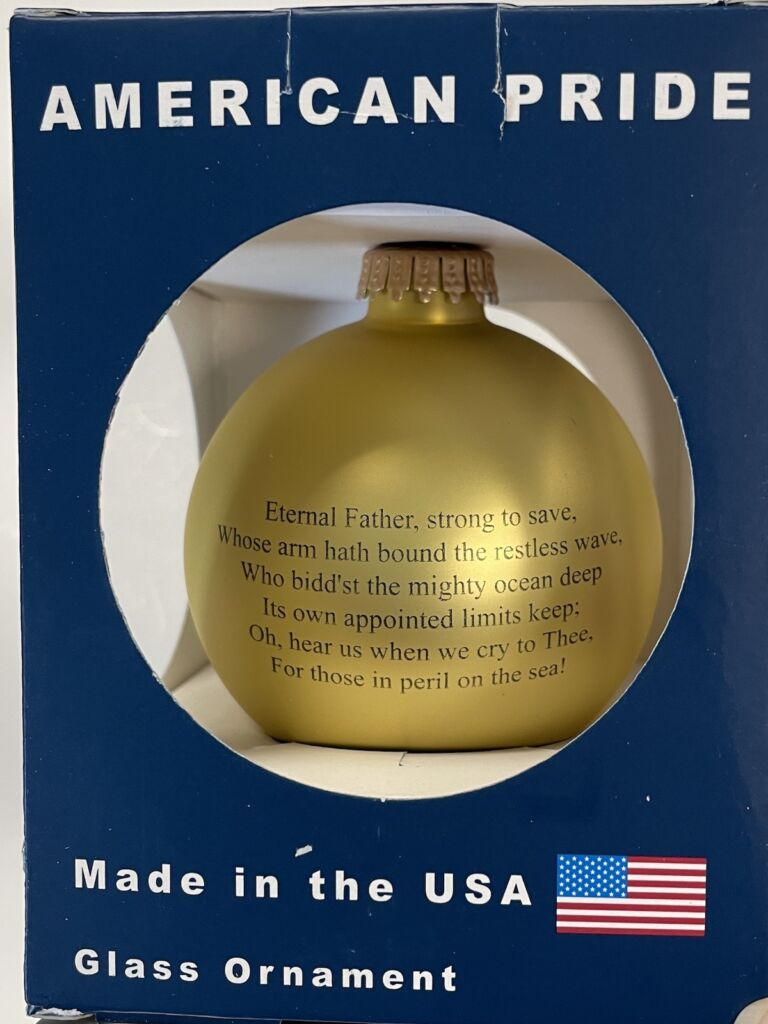 AMERICAN PRIDE
Eternal Father, strong to save,
Whose arm hath bound the restless wave,
Who bidd'st the mighty ocean deep
Its own appointed limits keep;
Oh, hear us when we cry to Thee,
For those in peril on the sea!
Made in the USA
Glass Ornament